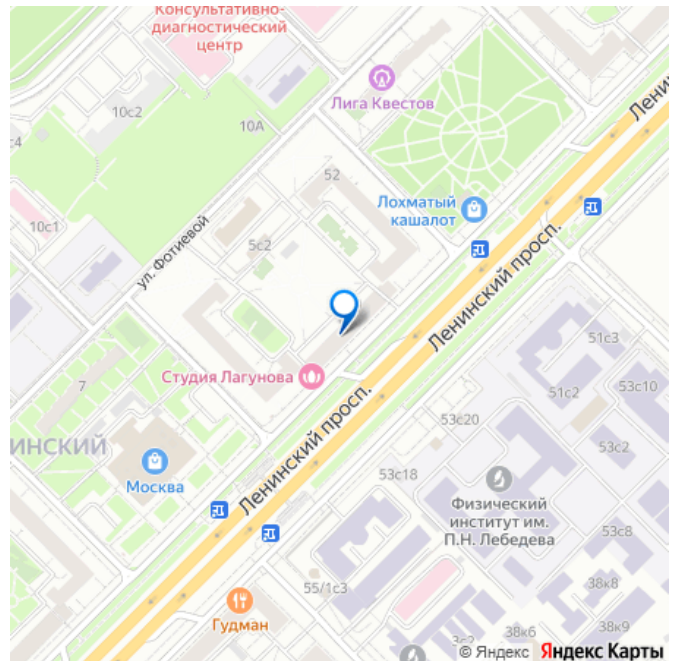 Консультативно-
диагностический
центр
10с2
Лига Квестов
10А
Ленинс
с4
52
Лохматый
кашалот
10с1
ул. Фотиевой
5с2
Ленинский просп.
51с3
Студия Лагунова
7
51с2
53с10
Ленинский просп.
53с20
53с2
ИНСКИЙ
Москва
53с18
Физический
институт им.
П.Н. Лебедева
53с8
55/1с3
38к8
Гудман
3с2
38к6
38к9
© Яндекс Яндекс Карты